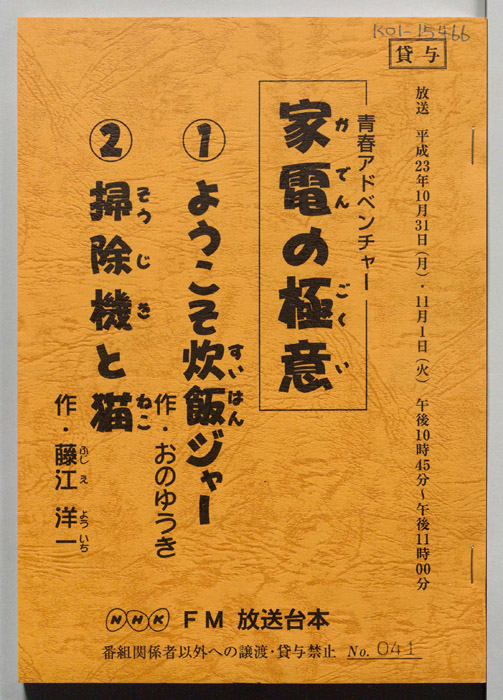 K01-15466
貸与
放送 平成23年10月31日(月)・11月1日(火) 午後10時45分～午後11時00分
青春アドベンチャー
家電の極意
かでん ごくい
① ようこそ炊飯ジャー
すいはん
作・おのゆうき
② 掃除機と猫
そうじき ねこ
作・藤江 洋一
ふじえ よういち
NHK FM 放送台本
番組関係者以外への譲渡・貸与禁止 No. 041